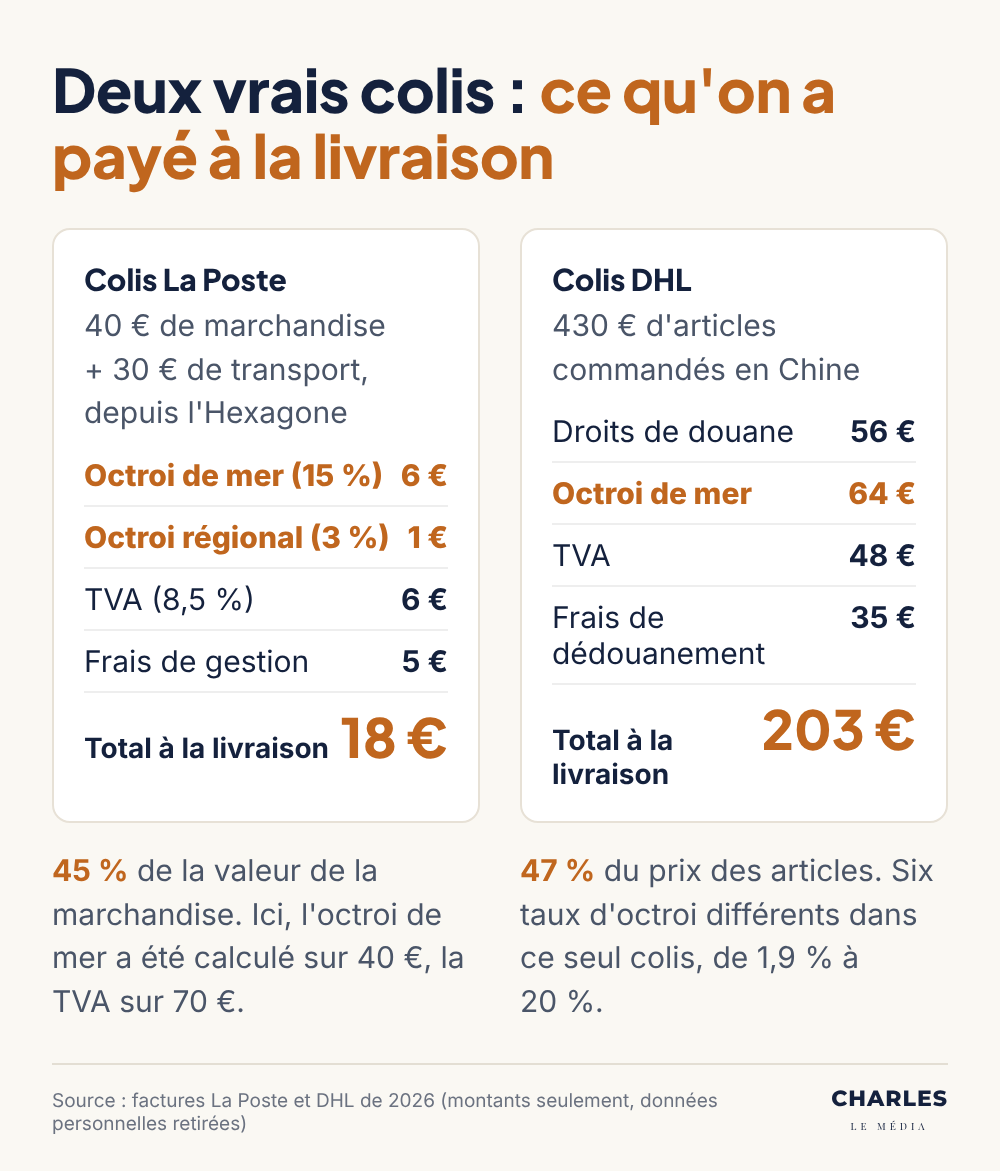 Deux vrais colis : ce qu'on a
payé à la livraison
Colis La Poste
40 € de marchandise
+ 30 € de transport,
depuis l'Hexagone
Octroi de mer (15 %) 6 €
Octroi régional (3 %) 1 €
TVA (8,5 %) 6 €
Frais de gestion 5 €
Total à la livraison 18 €
45 % de la valeur de la
marchandise. Ici, l'octroi de
mer a été calculé sur 40 €, la
TVA sur 70 €.
Colis DHL
430 € d'articles
commandés en Chine
Droits de douane 56 €
Octroi de mer 64 €
TVA 48 €
Frais de 35 €
dédouanement
Total à la 203 €
livraison
47 % du prix des articles. Six
taux d'octroi différents dans
ce seul colis, de 1,9 % à
20 %.
Source : factures La Poste et DHL de 2026 (montants seulement, données
personnelles retirées)
CHARLES
LE MÉDIA